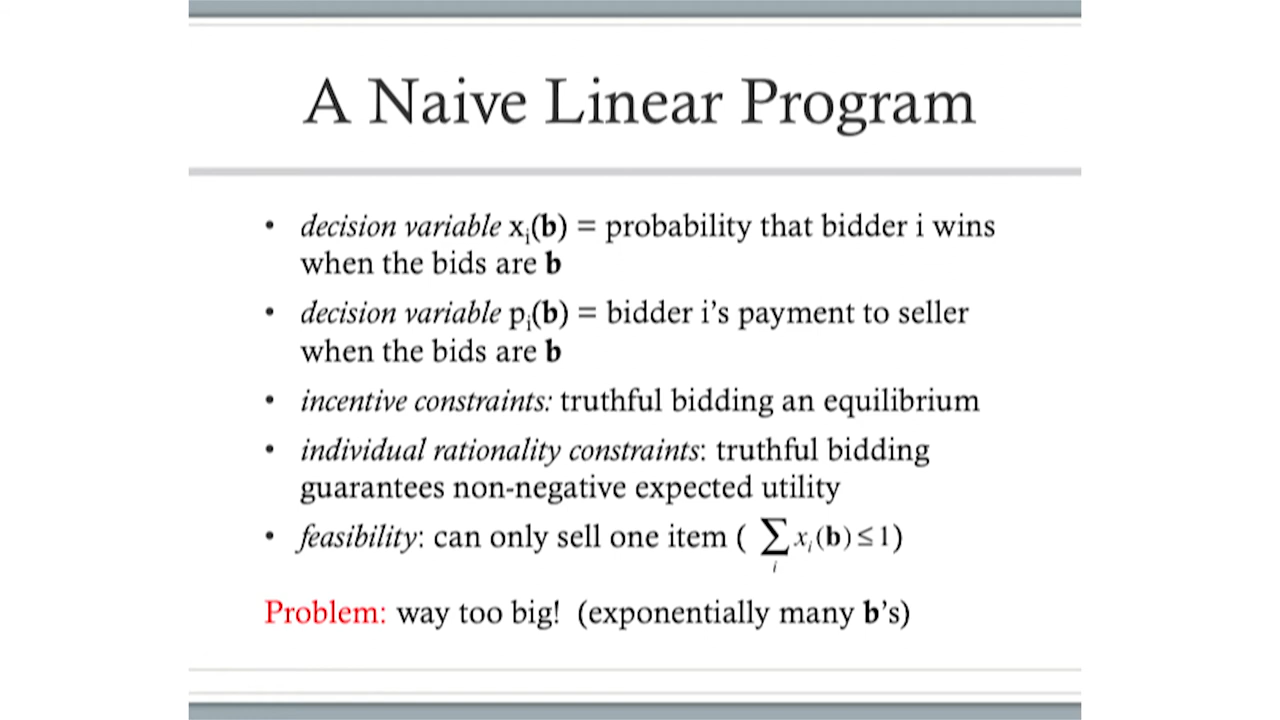 A Naive Linear Program
• decision variable xᵢ(b) = probability that bidder i wins
when the bids are b
• decision variable pᵢ(b) = bidder i’s payment to seller
when the bids are b
• incentive constraints: truthful bidding an equilibrium
• individual rationality constraints: truthful bidding
guarantees non-negative expected utility
• feasibility: can only sell one item ( ∑ᵢ xᵢ(b) ≤ 1)
Problem: way too big! (exponentially many b’s)